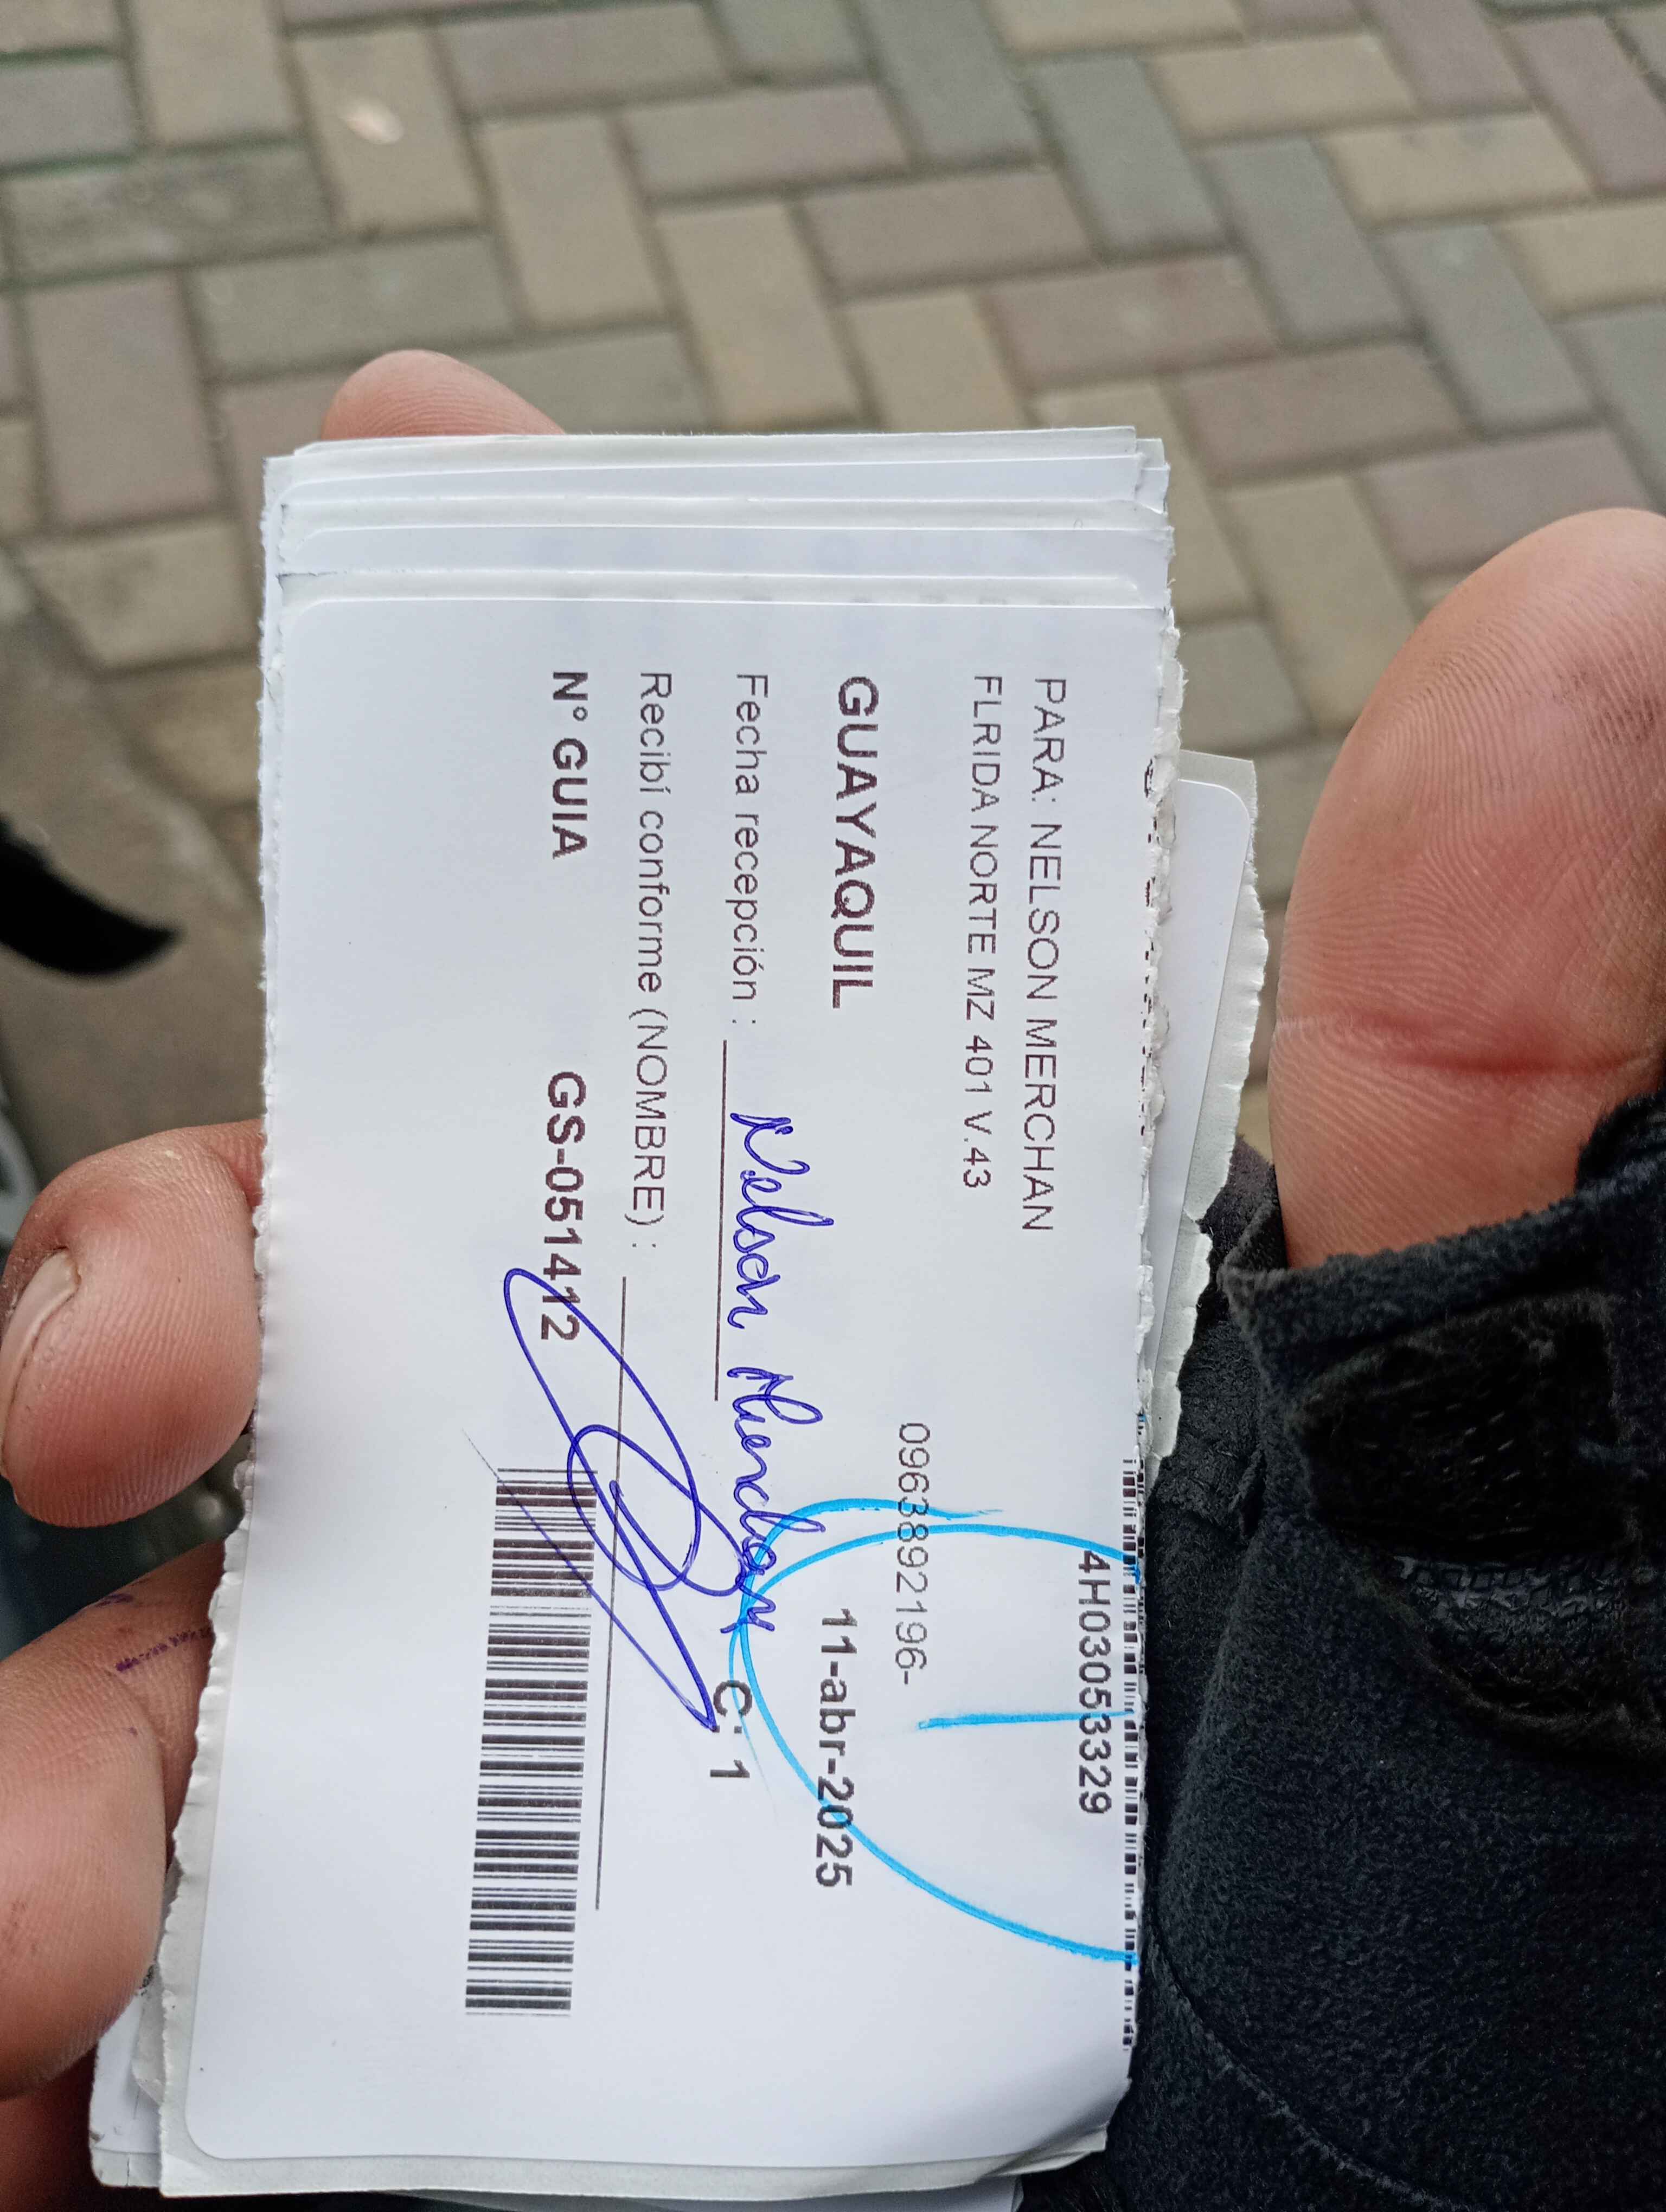 4H03053329
PARA: NELSON MERCHAN
FLRIDA NORTE MZ 401 V.43
0963892196-
GUAYAQUIL 11-abr-2025
Fecha recepción : Nelson Merchan C: 1
Recibí conforme (NOMBRE) :
N° GUIA GS-051412